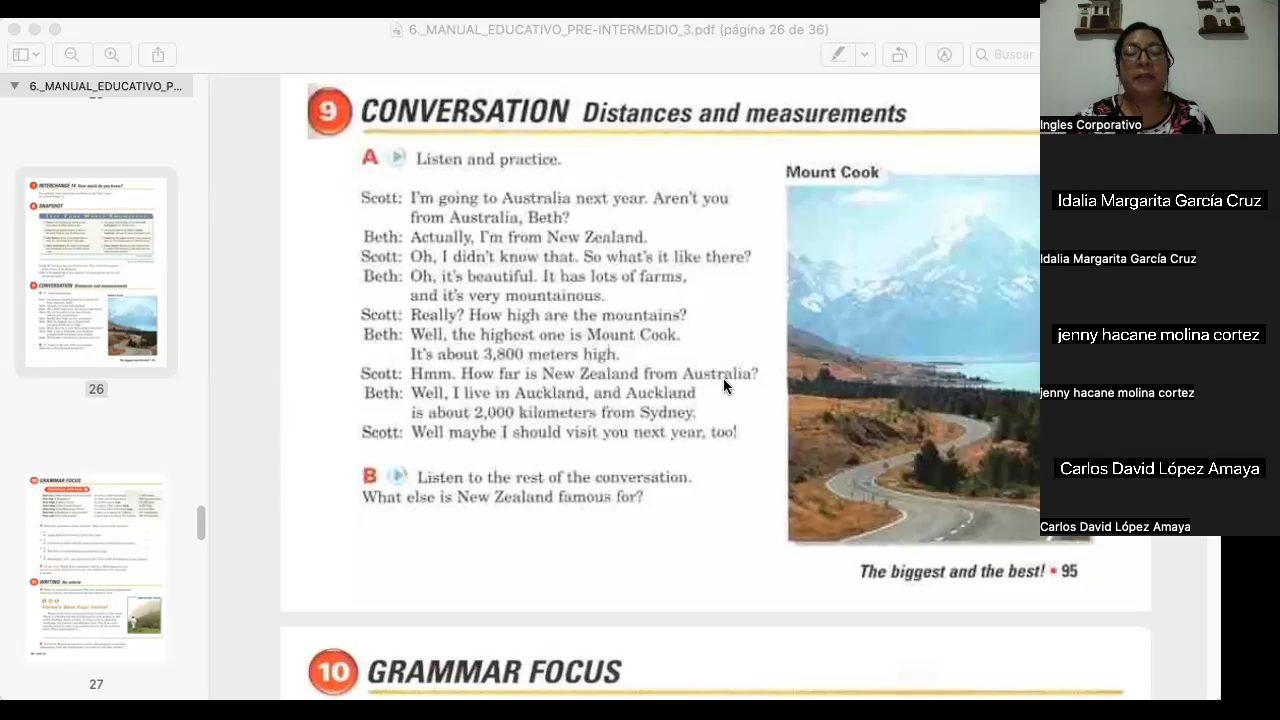 6._MANUAL_EDUCATIVO_PRE-INTERMEDIO_3.pdf (página 26 de 36)
Buscar
6._MANUAL_EDUCATIVO_P...
26
27
9 CONVERSATION Distances and measurements
A Listen and practice.
Mount Cook
Scott: I'm going to Australia next year. Aren't you
from Australia, Beth?
Beth: Actually, I'm from New Zealand.
Scott: Oh, I didn't know that. So what's it like there?
Beth: Oh, it's beautiful. It has lots of farms,
and it's very mountainous.
Scott: Really? How high are the mountains?
Beth: Well, the highest one is Mount Cook.
It's about 3,800 meters high.
Scott: Hmm. How far is New Zealand from Australia?
Beth: Well, I live in Auckland, and Auckland
is about 2,000 kilometers from Sydney.
Scott: Well maybe I should visit you next year, too!
B Listen to the rest of the conversation.
What else is New Zealand famous for?
The biggest and the best! • 95
10 GRAMMAR FOCUS
Ingles Corporativo
Idalia Margarita García Cruz
Idalia Margarita García Cruz
jenny hacane molina cortez
jenny hacane molina cortez
Carlos David López Amaya
Carlos David López Amaya